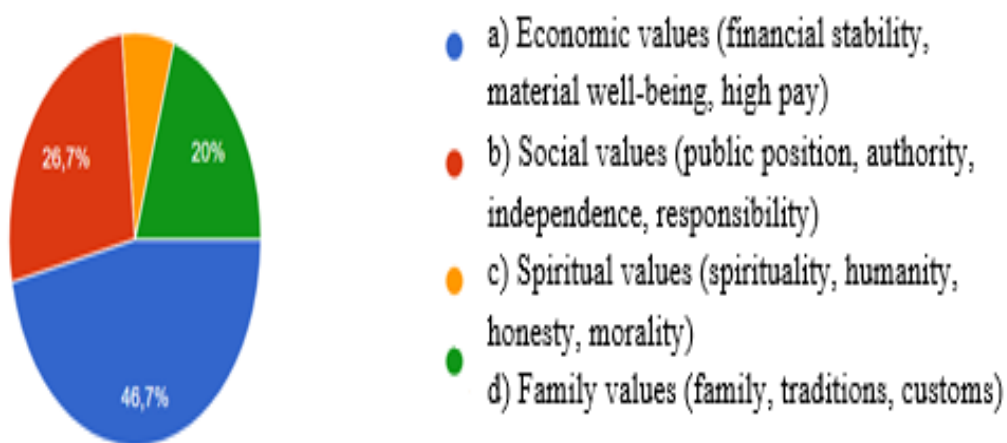 26,7%
20%
46,7%
a) Economic values (financial stability,
material well-being, high pay)
b) Social values (public position, authority,
independence, responsibility)
c) Spiritual values (spirituality, humanity,
honesty, morality)
d) Family values (family, traditions, customs)